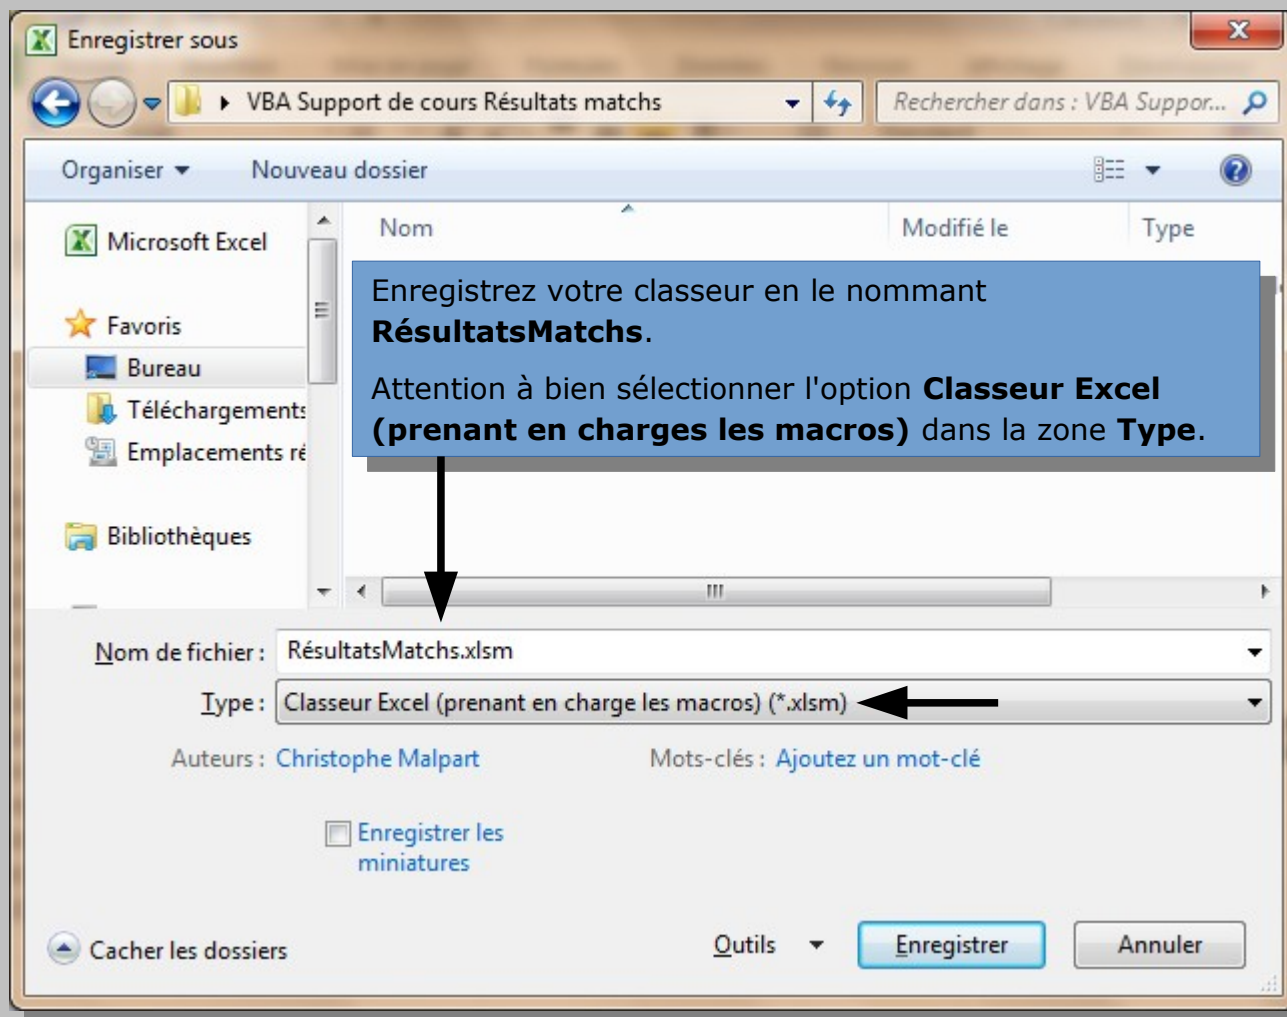 Enregistrer sous
VBA Support de cours Résultats matchs
Rechercher dans : VBA Suppor...
Organiser
Nouveau dossier
Microsoft Excel
Nom
Modifié le
Type
Favoris
Bureau
Téléchargements
Emplacements ré
Bibliothèques
Enregistrez votre classeur en le nommant
RésultatsMatchs.
Attention à bien sélectionner l'option Classeur Excel
(prenant en charges les macros) dans la zone Type.
Nom de fichier : RésultatsMatchs.xlsm
Type : Classeur Excel (prenant en charge les macros) (*.xlsm)
Auteurs : Christophe Malpart
Mots-clés : Ajoutez un mot-clé
Enregistrer les
miniatures
Cacher les dossiers
Outils
Enregistrer
Annuler